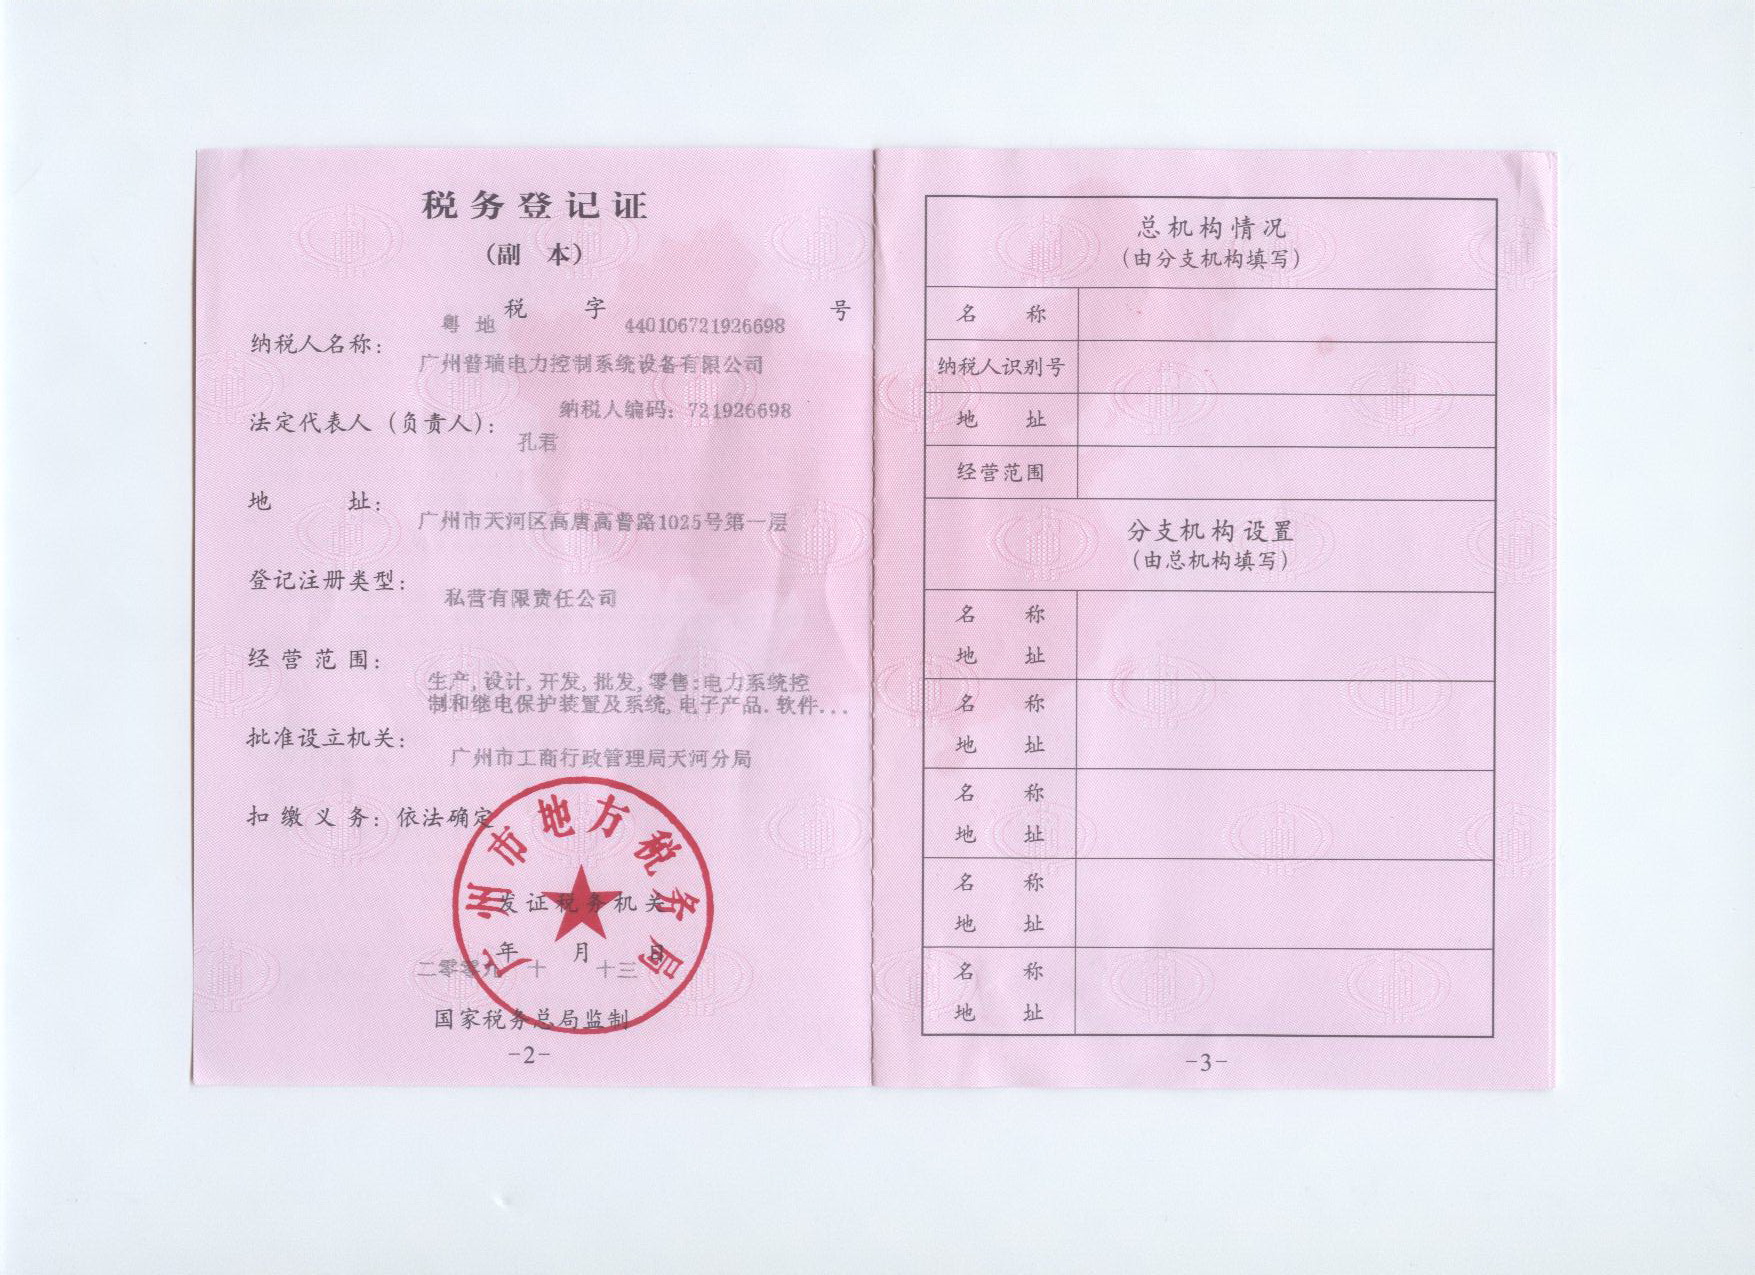 税务登记证
(副 本)
粤 地 税 字 440106721926698 号
纳税人名称:
广州普瑞电力控制系统设备有限公司
纳税人编码: 721926698
法定代表人 (负责人):
孔君
地 址:
广州市天河区高唐高普路1025号第一层
登记注册类型:
私营有限责任公司
经 营 范 围:
生产,设计,开发,批发,零售:电力系统控
制和继电保护装置及系统,电子产品.软件...
批准设立机关:
广州市工商行政管理局天河分局
扣 缴 义 务: 依法确定
广州市地方税务局
发证税务机关
年 月 日
二零零九 十 十三
国家税务总局监制
-2-
总机构情况
(由分支机构填写)
名 称
纳税人识别号
地 址
经营范围
分支机构设置
(由总机构填写)
名 称
地 址
名 称
地 址
名 称
地 址
名 称
地 址
名 称
地 址
-3-